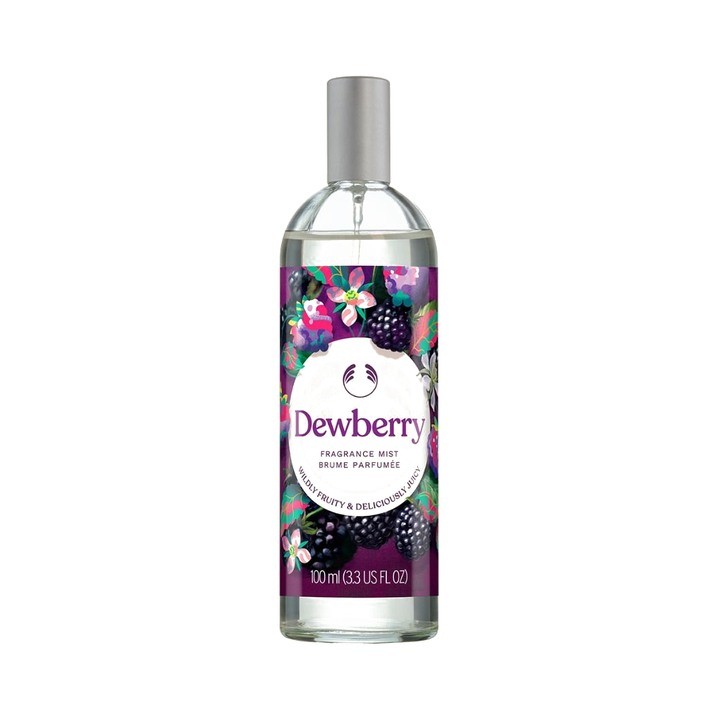 Dewberry
FRAGRANCE MIST
BRUME PARFUMÉE
WILDLY FRUITY & DELICIOUSLY JUICY
100 ml (3.3 US FL OZ)